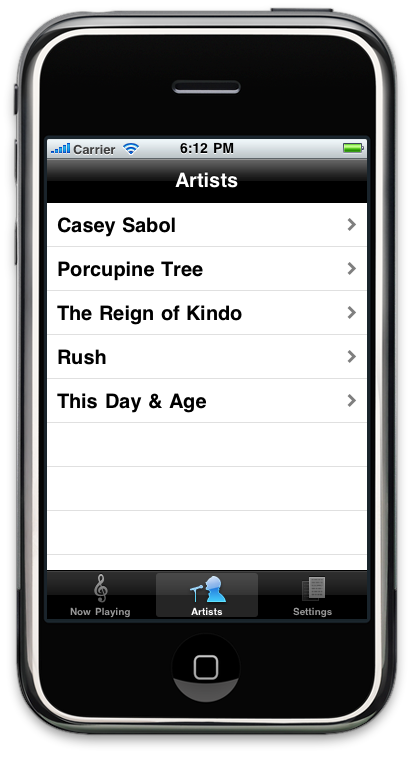 Carrier 6:12 PM
Artists
Casey Sabol
Porcupine Tree
The Reign of Kindo
Rush
This Day & Age
Now Playing Artists Settings